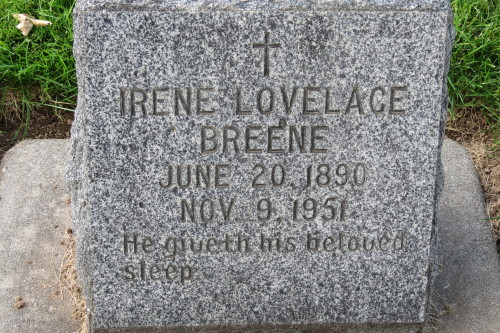 IRENE LOVELACE
BREENE
JUNE 20, 1890
NOV 9, 1951
He giveth his beloved
sleep